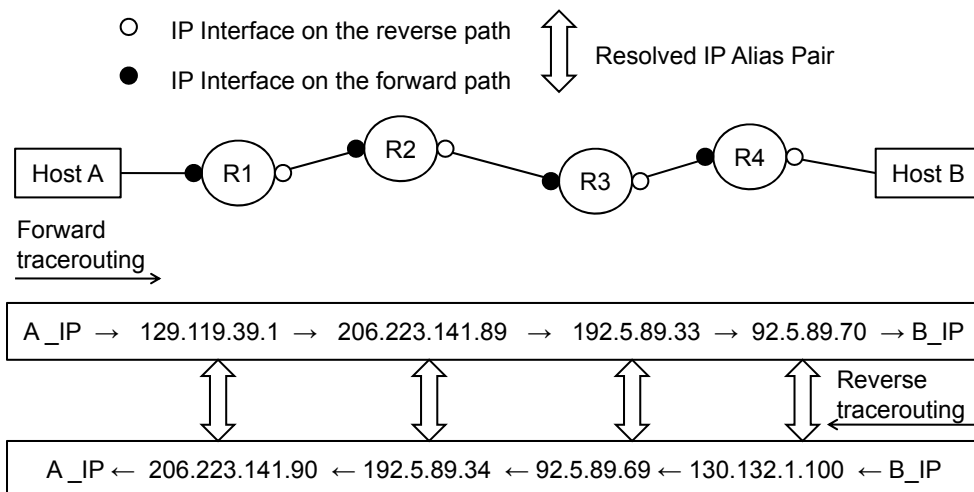 IP Interface on the reverse path
IP Interface on the forward path
Resolved IP Alias Pair
Host A
R1
R2
R3
R4
Host B
Forward
tracerouting
A _IP → 129.119.39.1 → 206.223.141.89 → 192.5.89.33 → 92.5.89.70 → B_IP
Reverse
tracerouting
A _IP ← 206.223.141.90 ← 192.5.89.34 ← 92.5.89.69 ← 130.132.1.100 ← B_IP